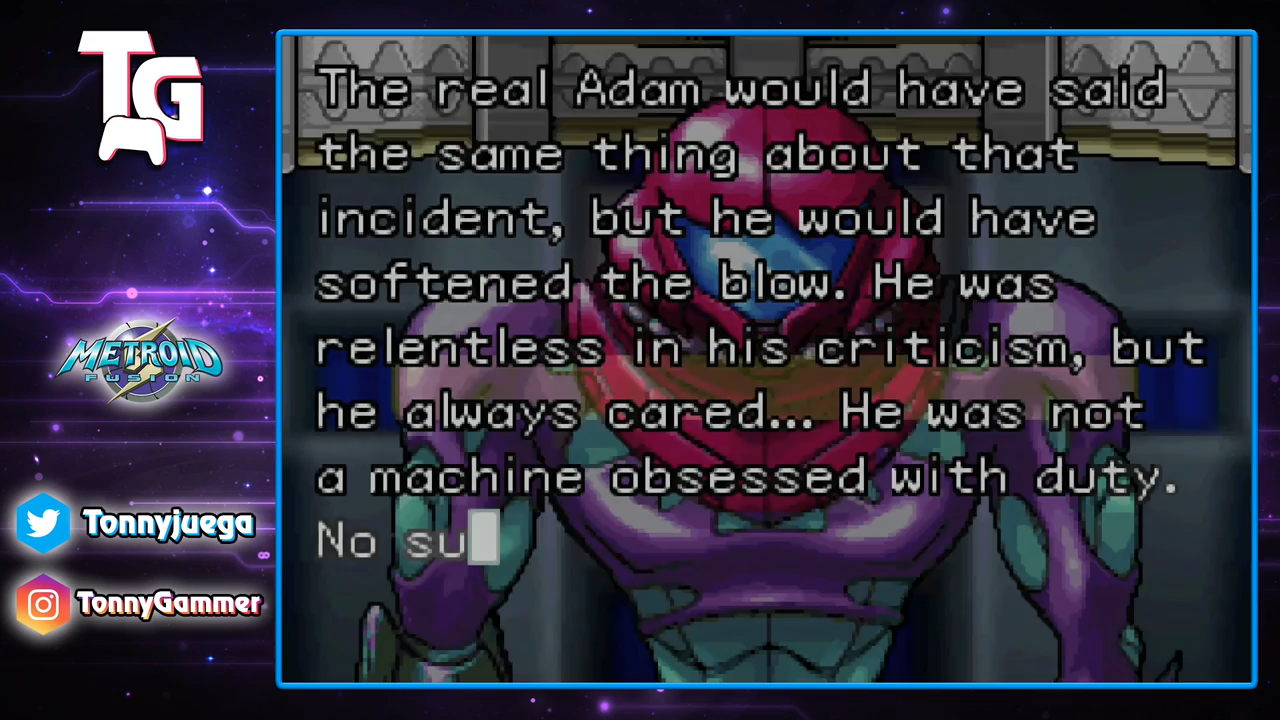 TG
METROID
FUSION
Tonnyjuega
TonnyGammer
The real Adam would have said
the same thing about that
incident, but he would have
softened the blow. He was
relentless in his criticism, but
he always cared... He was not
a machine obsessed with duty.
No su